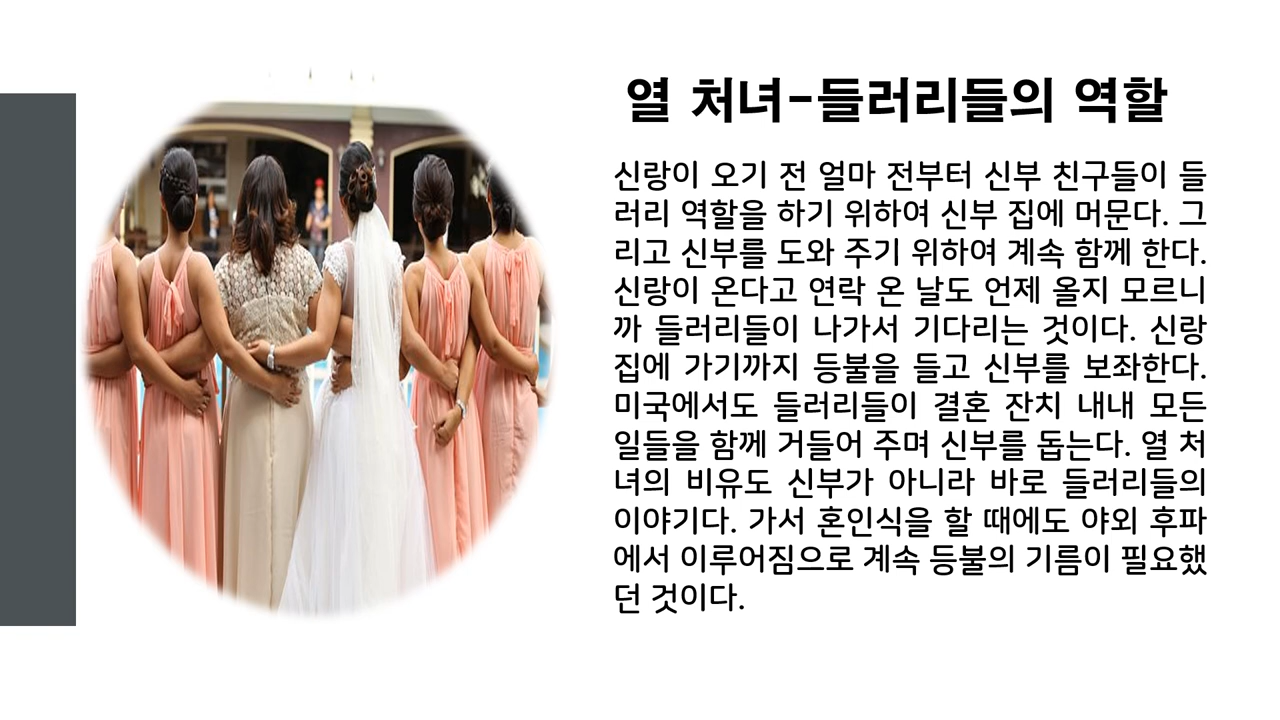 열 처녀-들러리들의 역할
신랑이 오기 전 얼마 전부터 신부 친구들이 들
러리 역할을 하기 위하여 신부 집에 머문다. 그
리고 신부를 도와 주기 위하여 계속 함께 한다.
신랑이 온다고 연락 온 날도 언제 올지 모르니
까 들러리들이 나가서 기다리는 것이다. 신랑
집에 가기까지 등불을 들고 신부를 보좌한다.
미국에서도 들러리들이 결혼 잔치 내내 모든
일들을 함께 거들어 주며 신부를 돕는다. 열 처
녀의 비유도 신부가 아니라 바로 들러리들의
이야기다. 가서 혼인식을 할 때에도 야외 후파
에서 이루어짐으로 계속 등불의 기름이 필요했
던 것이다.